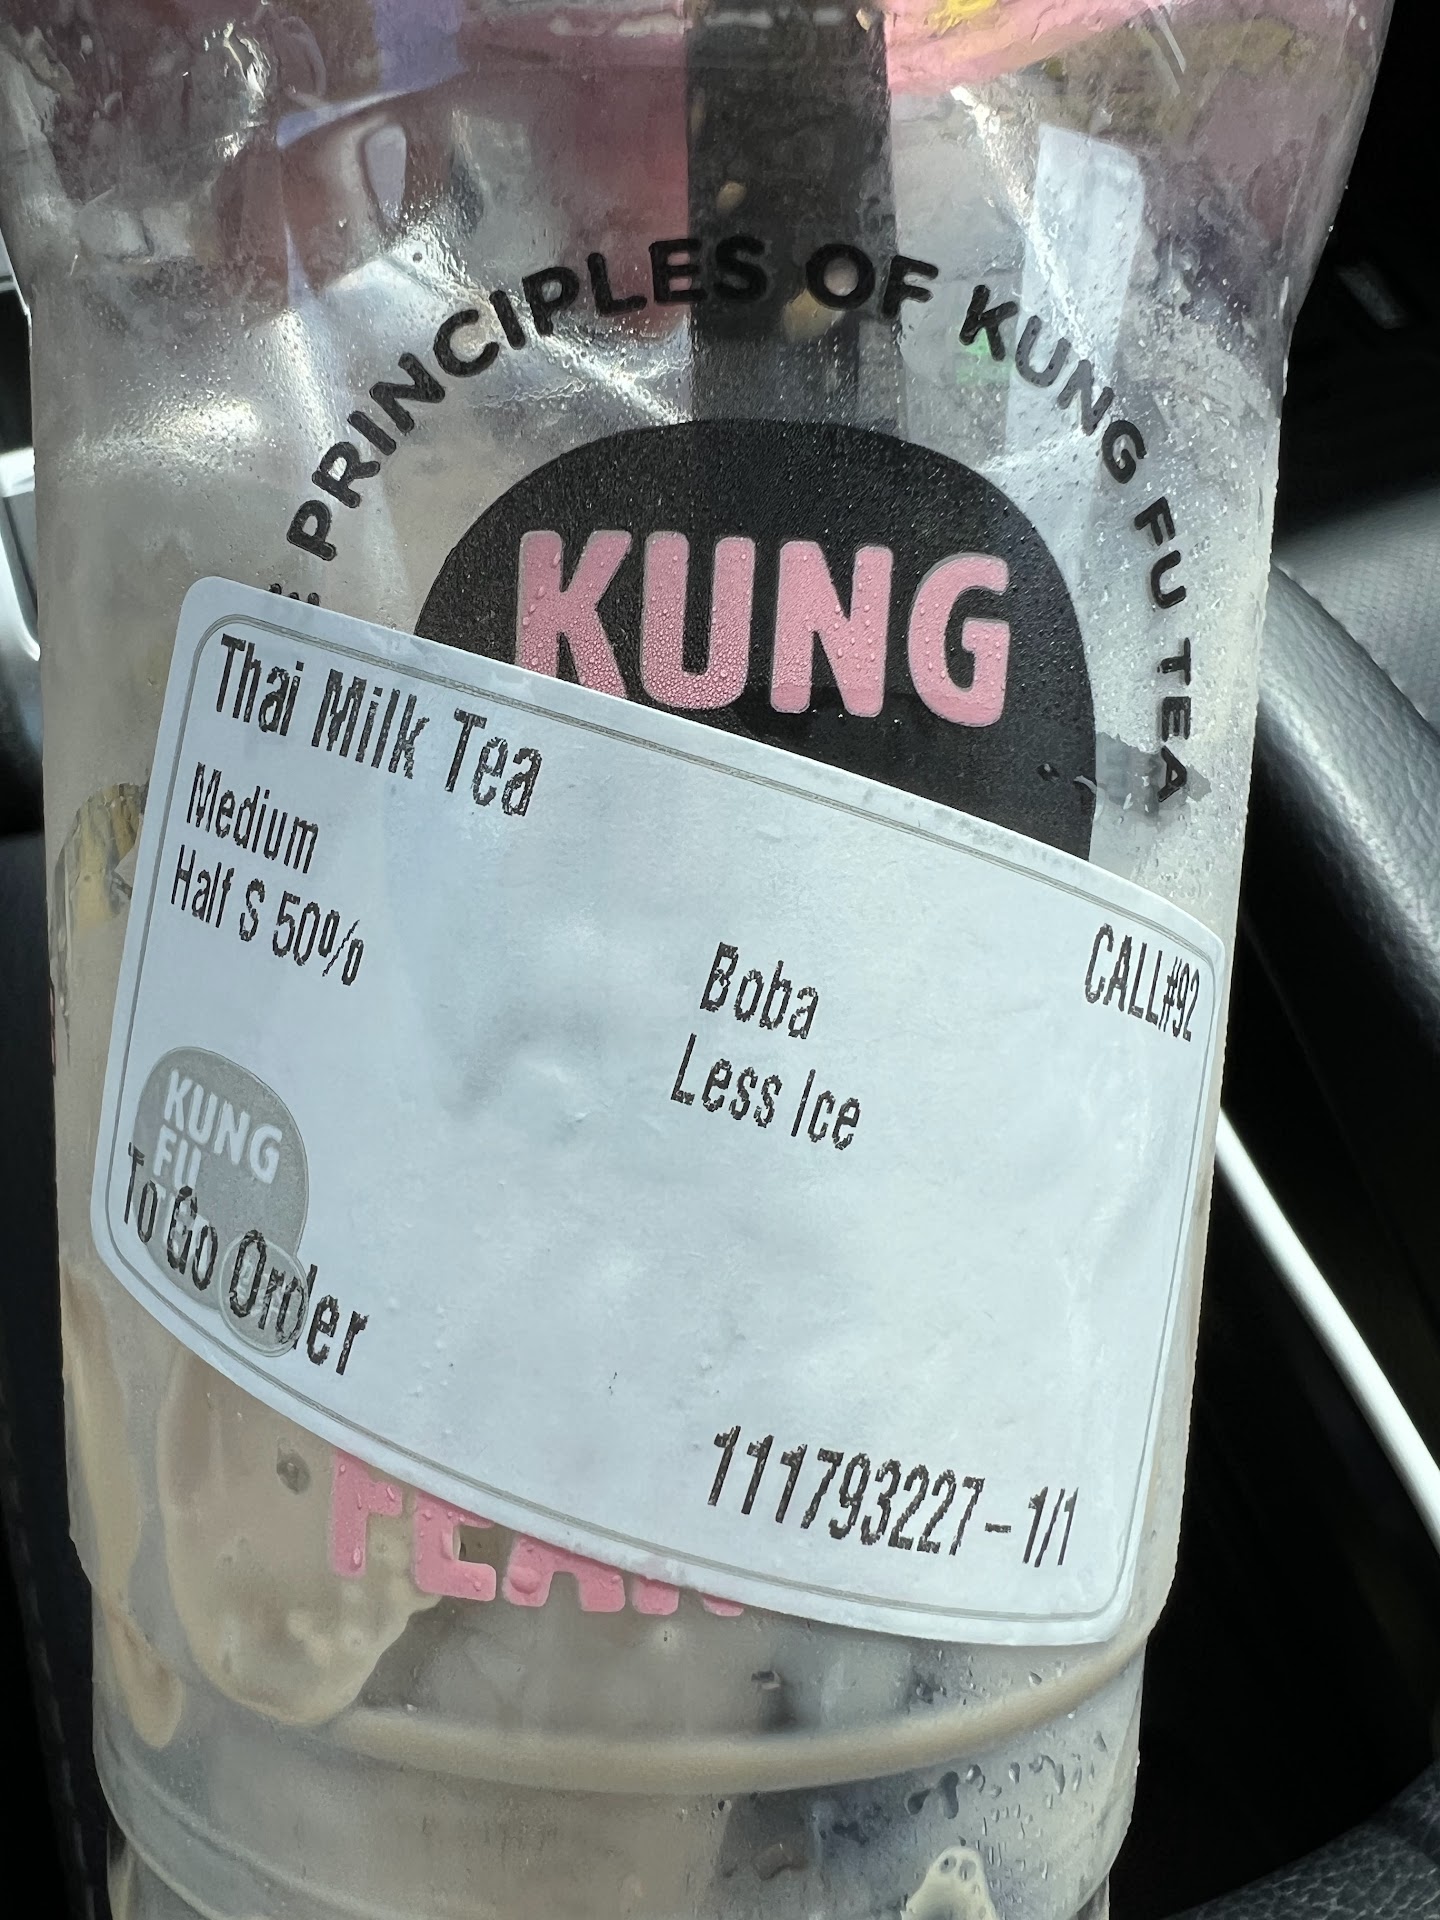 PRINCIPLES OF KUNG FU TEA
KUNG
Thai Milk Tea
Medium
Half S 50%
Boba
Less Ice
CALL#92
KUNG
FU
To Go Order
111793227-1/1